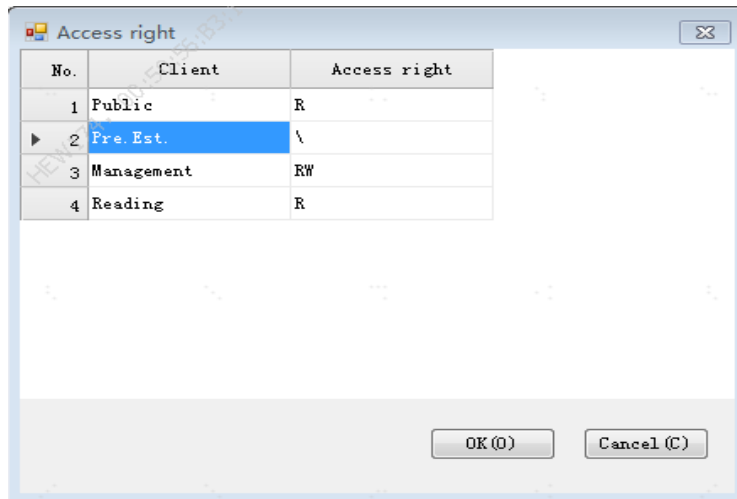 Access right
No. Client Access right
1 Public R
2 Pre.Est. \
3 Management RW
4 Reading R
OK(O) Cancel(C)